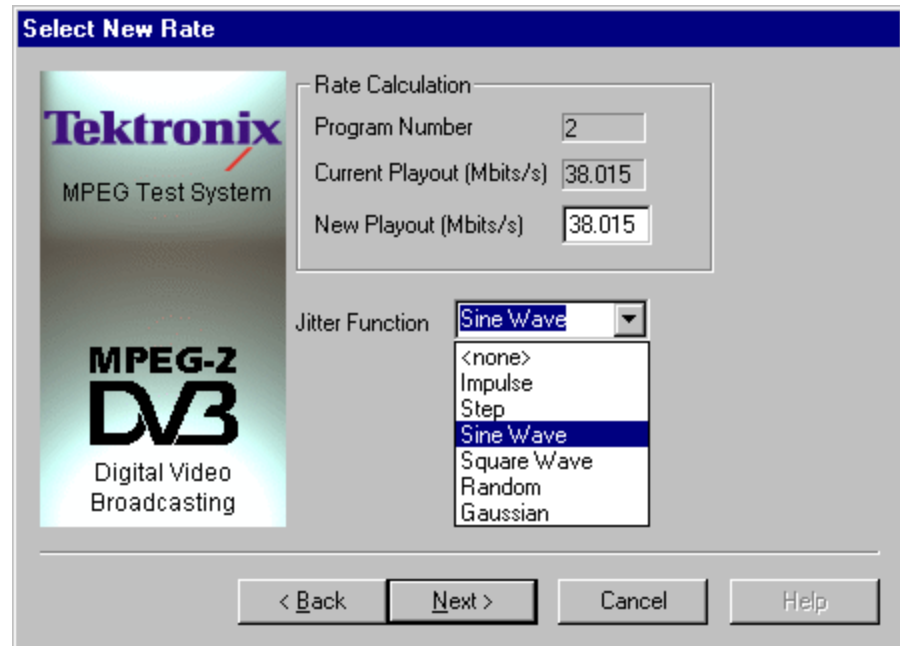 Select New Rate
Tektronix
MPEG Test System
MPEG-2
DVB
Digital Video
Broadcasting
Rate Calculation
Program Number 2
Current Playout (Mbits/s) 38.015
New Playout (Mbits/s) 38.015
Jitter Function Sine Wave
<none>
Impulse
Step
Sine Wave
Square Wave
Random
Gaussian
< Back Next > Cancel Help